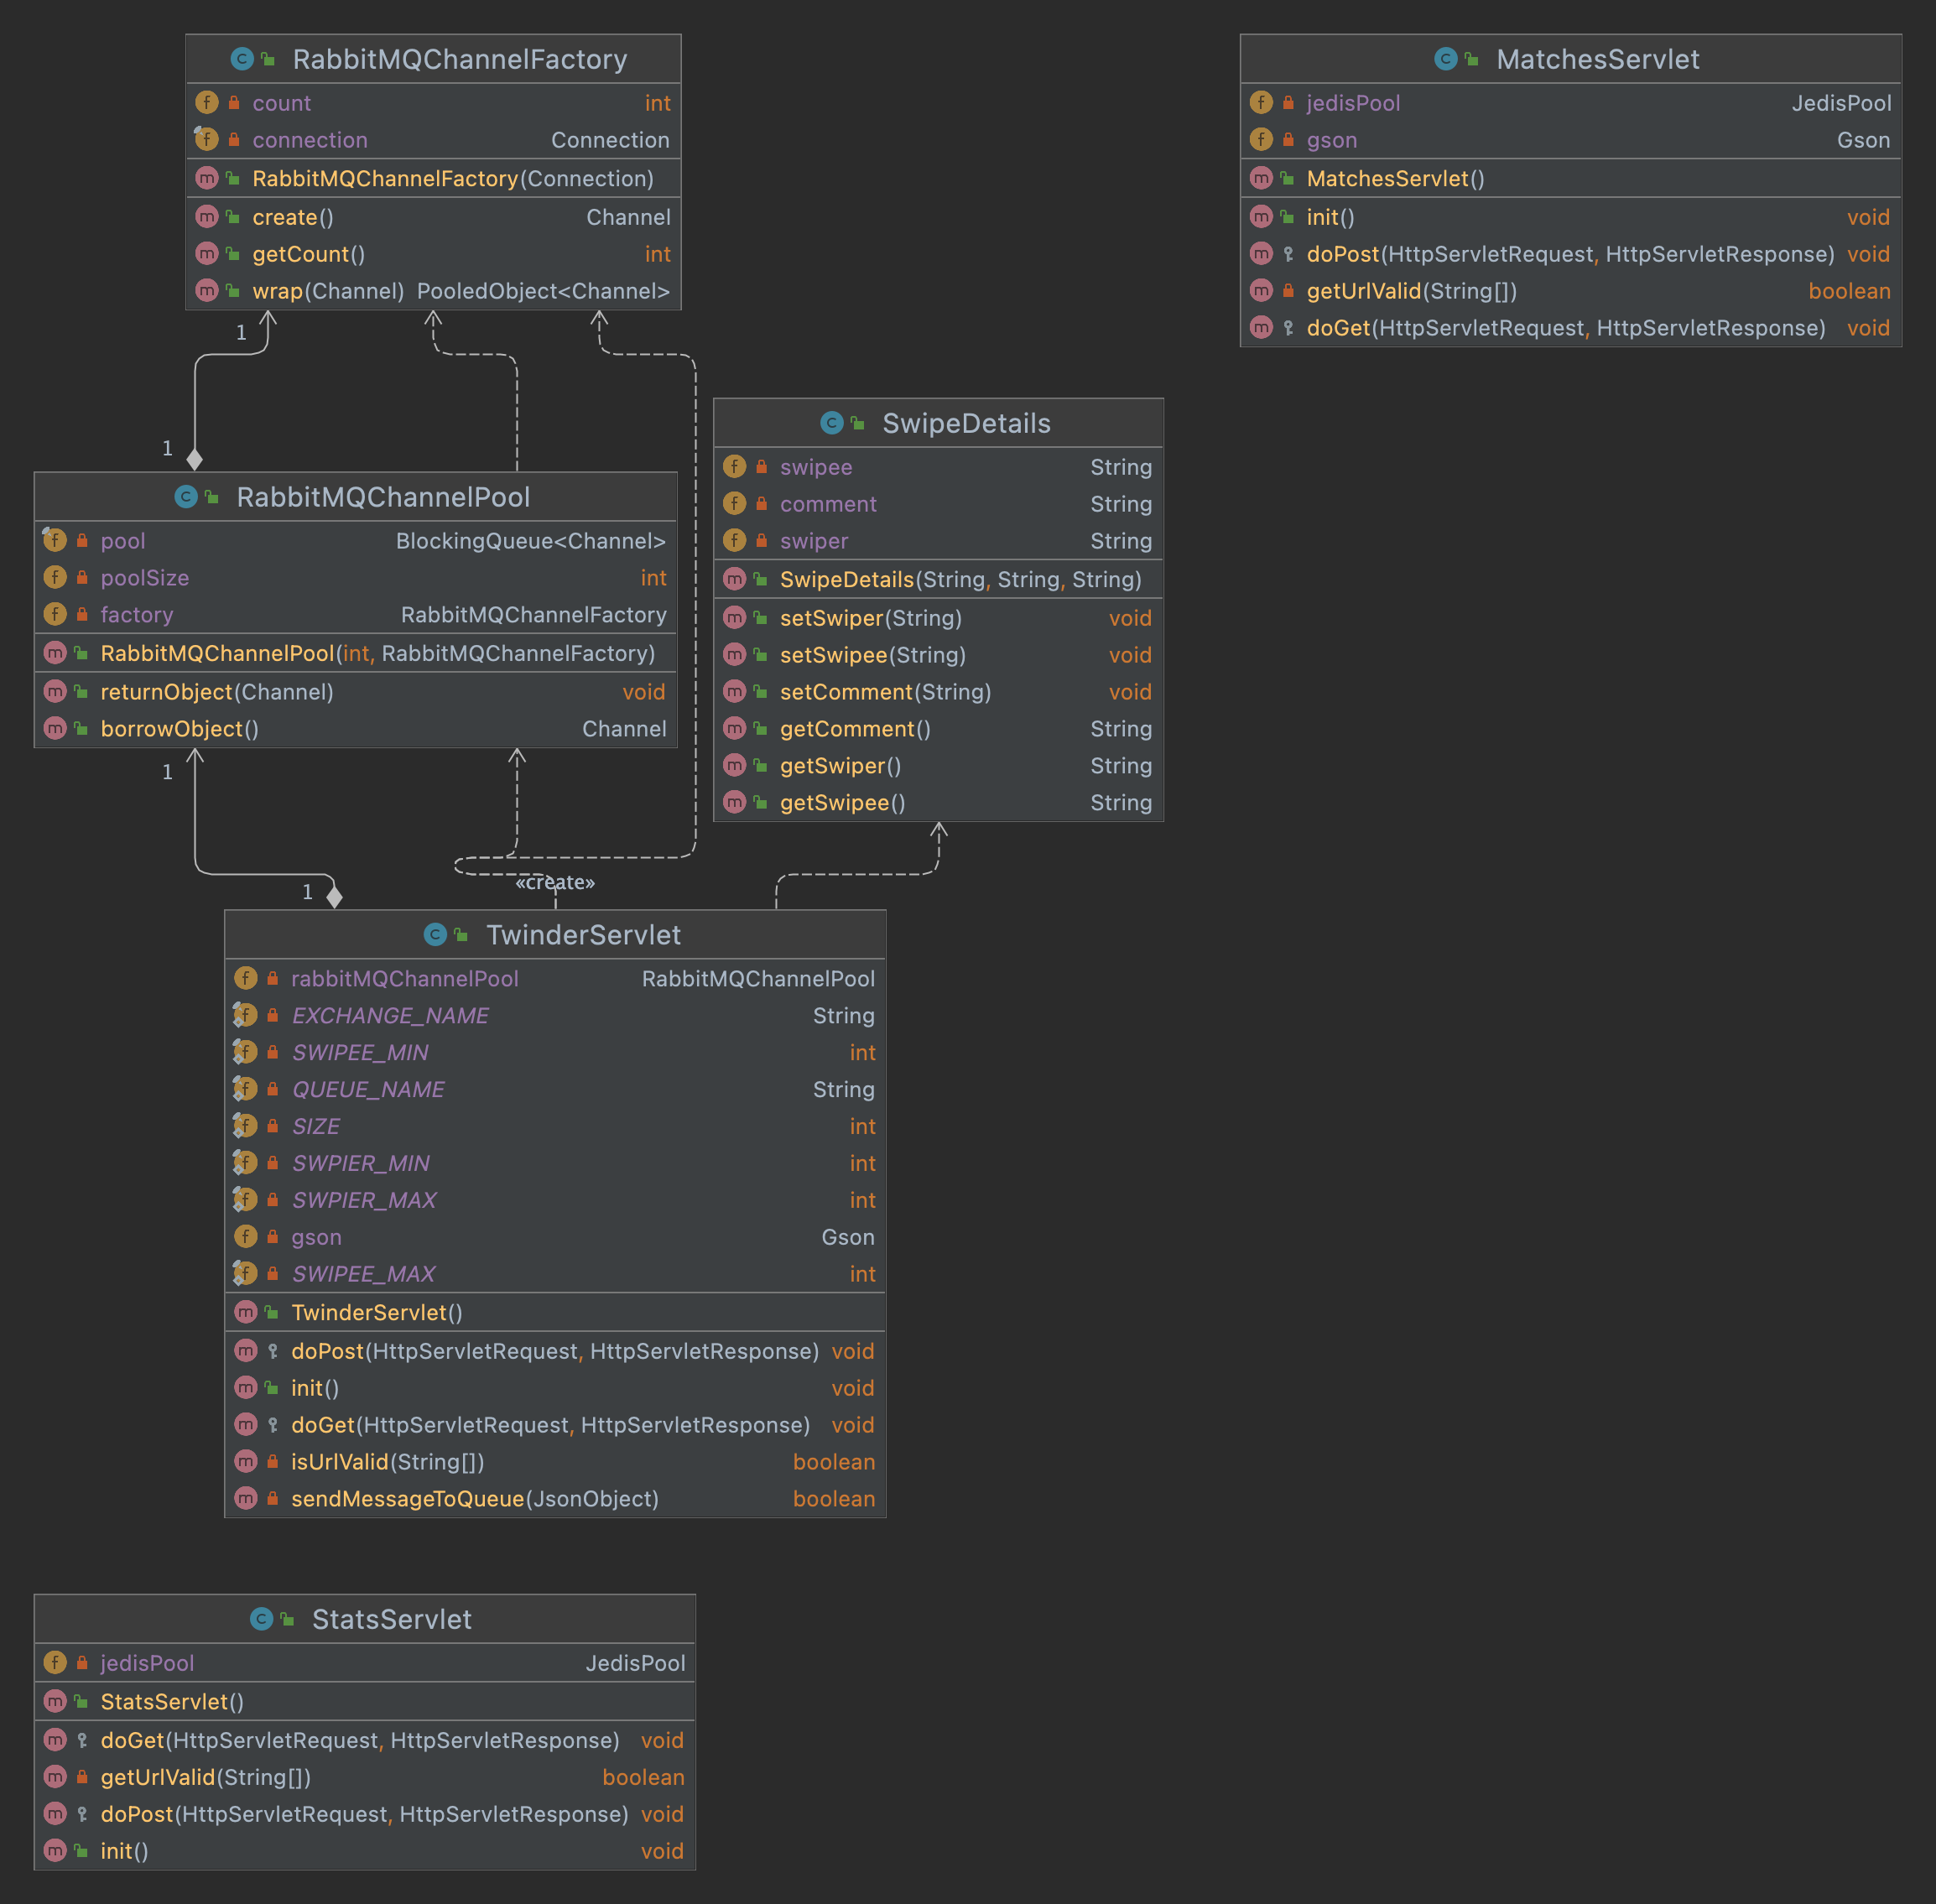 RabbitMQChannelFactory
count int
connection Connection
RabbitMQChannelFactory(Connection)
create() Channel
getCount() int
wrap(Channel) PooledObject<Channel>
1
1
MatchesServlet
jedisPool JedisPool
gson Gson
MatchesServlet()
init() void
doPost(HttpServletRequest, HttpServletResponse) void
getUrlValid(String[]) boolean
doGet(HttpServletRequest, HttpServletResponse) void
RabbitMQChannelPool
pool BlockingQueue<Channel>
poolSize int
factory RabbitMQChannelFactory
RabbitMQChannelPool(int, RabbitMQChannelFactory)
returnObject(Channel) void
borrowObject() Channel
1
1
SwipeDetails
swipee String
comment String
swiper String
SwipeDetails(String, String, String)
setSwiper(String) void
setSwipee(String) void
setComment(String) void
getComment() String
getSwiper() String
getSwipee() String
«create»
TwinderServlet
rabbitMQChannelPool RabbitMQChannelPool
EXCHANGE_NAME String
SWIPEE_MIN int
QUEUE_NAME String
SIZE int
SWPIER_MIN int
SWPIER_MAX int
gson Gson
SWIPEE_MAX int
TwinderServlet()
doPost(HttpServletRequest, HttpServletResponse) void
init() void
doGet(HttpServletRequest, HttpServletResponse) void
isUrlValid(String[]) boolean
sendMessageToQueue(JsonObject) boolean
StatsServlet
jedisPool JedisPool
StatsServlet()
doGet(HttpServletRequest, HttpServletResponse) void
getUrlValid(String[]) boolean
doPost(HttpServletRequest, HttpServletResponse) void
init() void